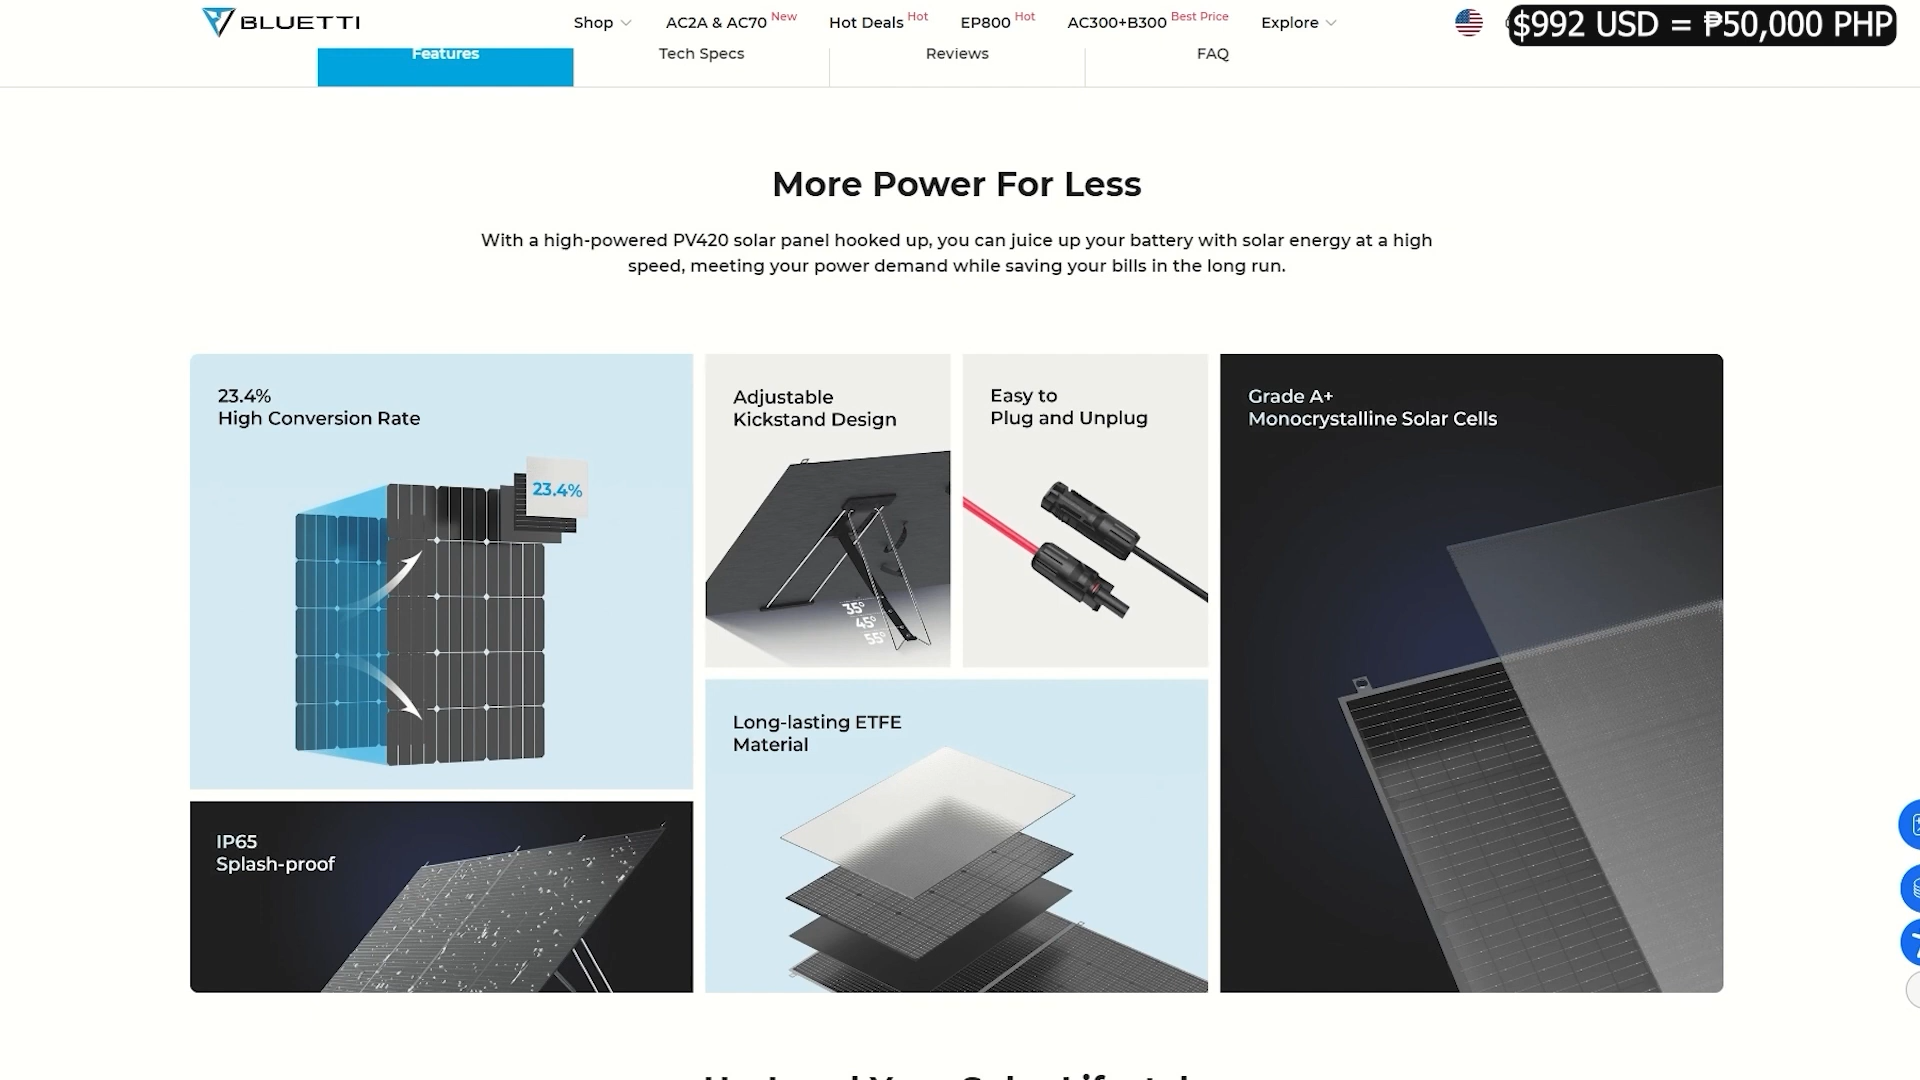 BLUETTI
Shop
AC2A & AC70 New
Hot Deals Hot
EP800 Hot
AC300+B300 Best Price
Explore
$992 USD = ₱50,000 PHP
Features
Tech Specs
Reviews
FAQ
More Power For Less
With a high-powered PV420 solar panel hooked up, you can juice up your battery with solar energy at a high
speed, meeting your power demand while saving your bills in the long run.
23.4%
High Conversion Rate
23.4%
Adjustable
Kickstand Design
35°
45°
55°
Easy to
Plug and Unplug
Grade A+
Monocrystalline Solar Cells
IP65
Splash-proof
Long-lasting ETFE
Material